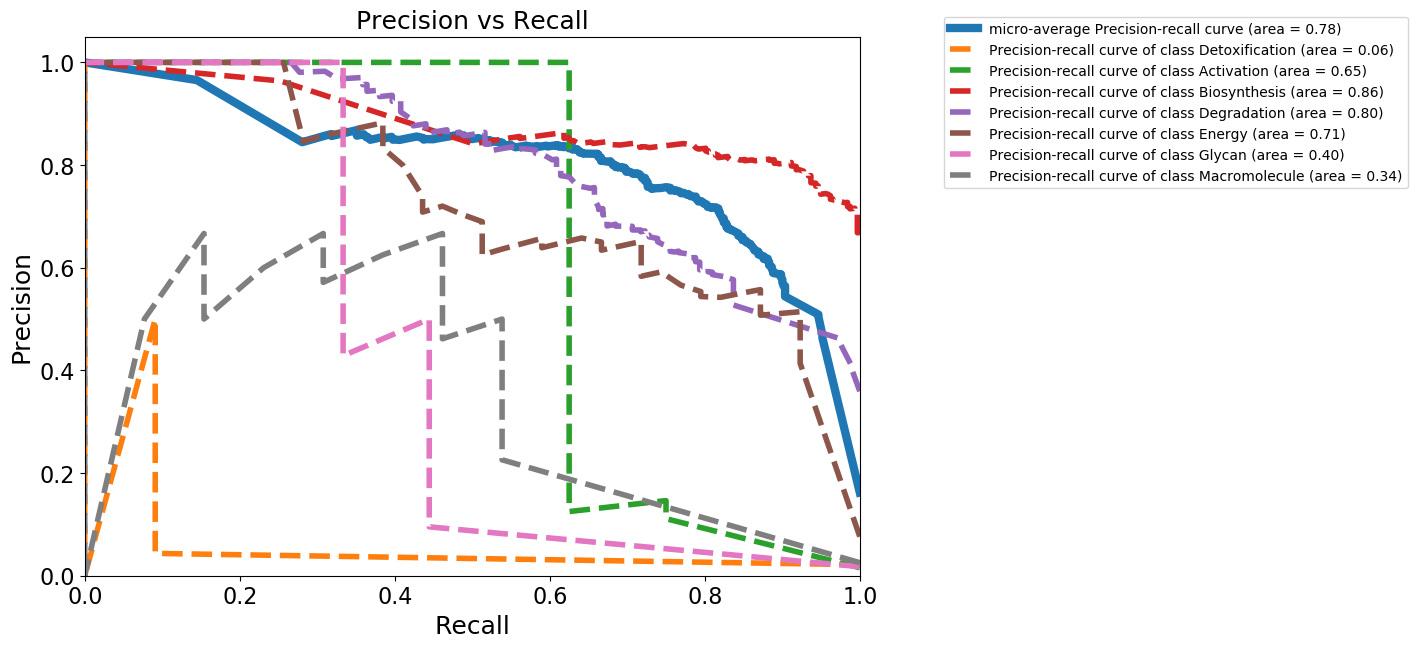 Precision vs Recall
micro-average Precision-recall curve (area = 0.78)
Precision-recall curve of class Detoxification (area = 0.06)
Precision-recall curve of class Activation (area = 0.65)
Precision-recall curve of class Biosynthesis (area = 0.86)
Precision-recall curve of class Degradation (area = 0.80)
Precision-recall curve of class Energy (area = 0.71)
Precision-recall curve of class Glycan (area = 0.40)
Precision-recall curve of class Macromolecule (area = 0.34)
Precision
1.0
0.8
0.6
0.4
0.2
0.0
0.0 0.2 0.4 0.6 0.8 1.0
Recall